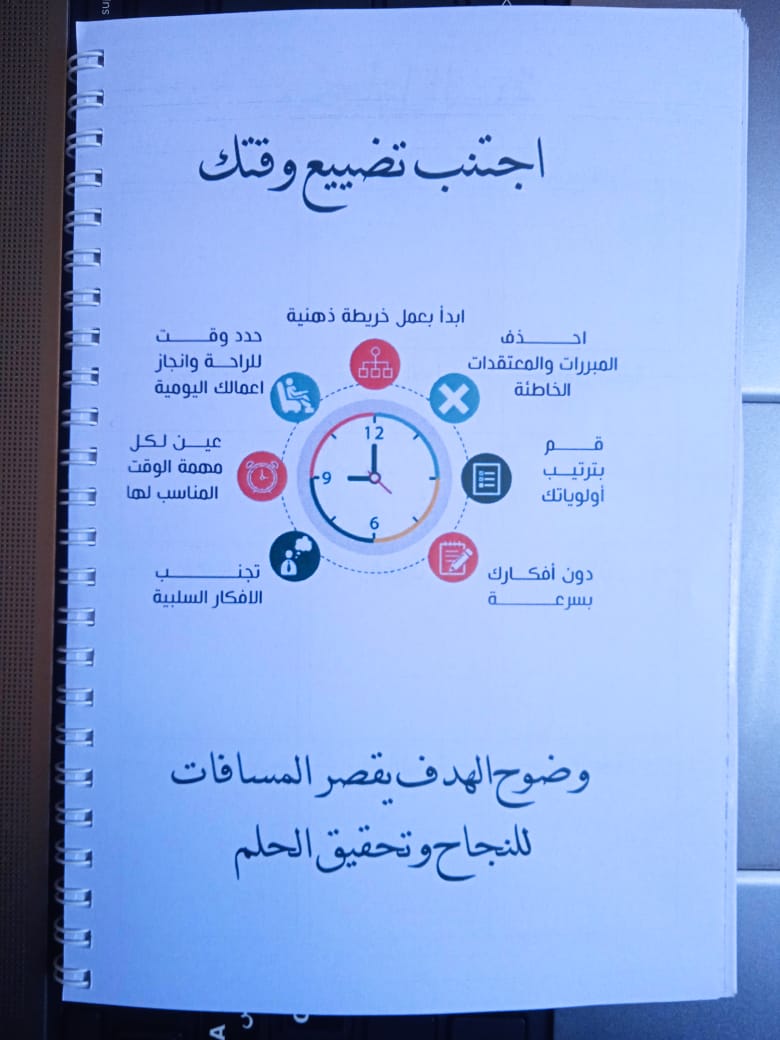 اجتنب تضييع وقتك
ابدأ بعمل خريطة ذهنية
احذف
المبررات والمعتقدات
الخاطئة
قم
بترتيب
أولوياتك
دون أفكارك
بسرعة
تجنب
الافكار السلبية
عين لكل
مهمة الوقت
المناسب لها
حدد وقت
للراحة وانجاز
اعمالك اليومية
12
9
6
وضوح الهدف يقصر المسافات
للنجاح وتحقيق الحلم